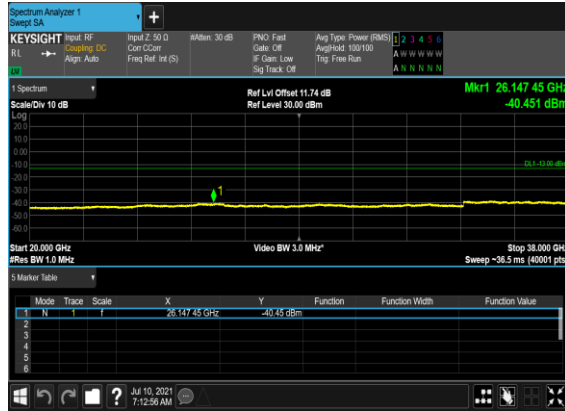 Spectrum Analyzer 1
Swept SA
+
KEYSIGHT Input: RF Input Z: 50 Ω #Atten: 30 dB PNO: Fast Avg Type: Power (RMS) 1 2 3 4 5 6
RL Coupling: DC Corr CCorr Gate: Off Avg|Hold: 100/100 A W W W W W
Align: Auto Freq Ref: Int (S) IF Gain: Low Trig: Free Run
Sig Track: Off A N N N N N
1 Spectrum Ref Lvl Offset 11.74 dB Mkr1 26.147 45 GHz
Scale/Div 10 dB Ref Level 30.00 dBm -40.451 dBm
Log
20.0
10.0
0.00
-10.0
DL1 -13.00 dBm
-20.0
-30.0
1
-40.0
-50.0
-60.0
Start 20.000 GHz Video BW 3.0 MHz* Stop 38.000 GHz
#Res BW 1.0 MHz Sweep ~36.5 ms (40001 pts)
5 Marker Table
Mode Trace Scale X Y Function Function Width Function Value
1 N 1 f 26.147 45 GHz -40.45 dBm
2
3
4
5
6
? Jul 10, 2021
7:12:56 AM